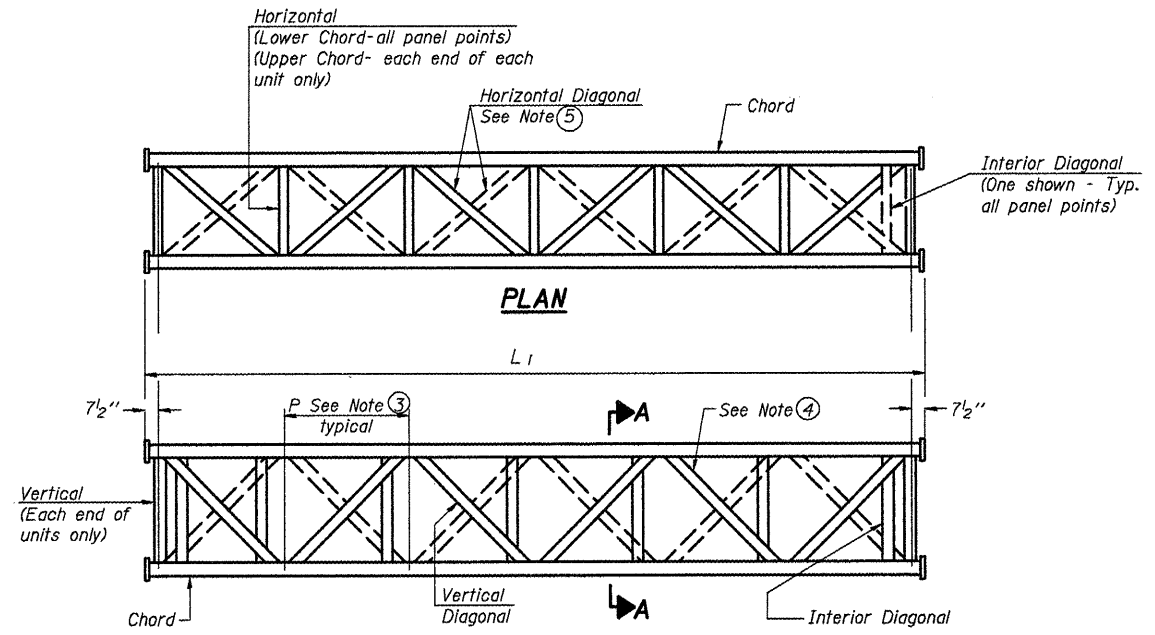 Horizontal
(Lower Chord-all panel points)
(Upper Chord- each end of each
unit only)
Horizontal Diagonal
See Note 5
Chord
Interior Diagonal
(One shown - Typ.
all panel points)
PLAN
L1
7½"
P See Note 3
typical
A
See Note 4
7½"
Vertical
(Each end of
units only)
Chord
Vertical
Diagonal
A
Interior Diagonal